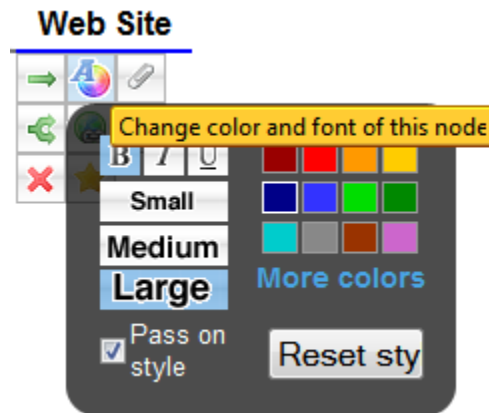 Web Site
Change color and font of this node
B I U
Small
Medium
Large
More colors
Pass on
style
Reset sty